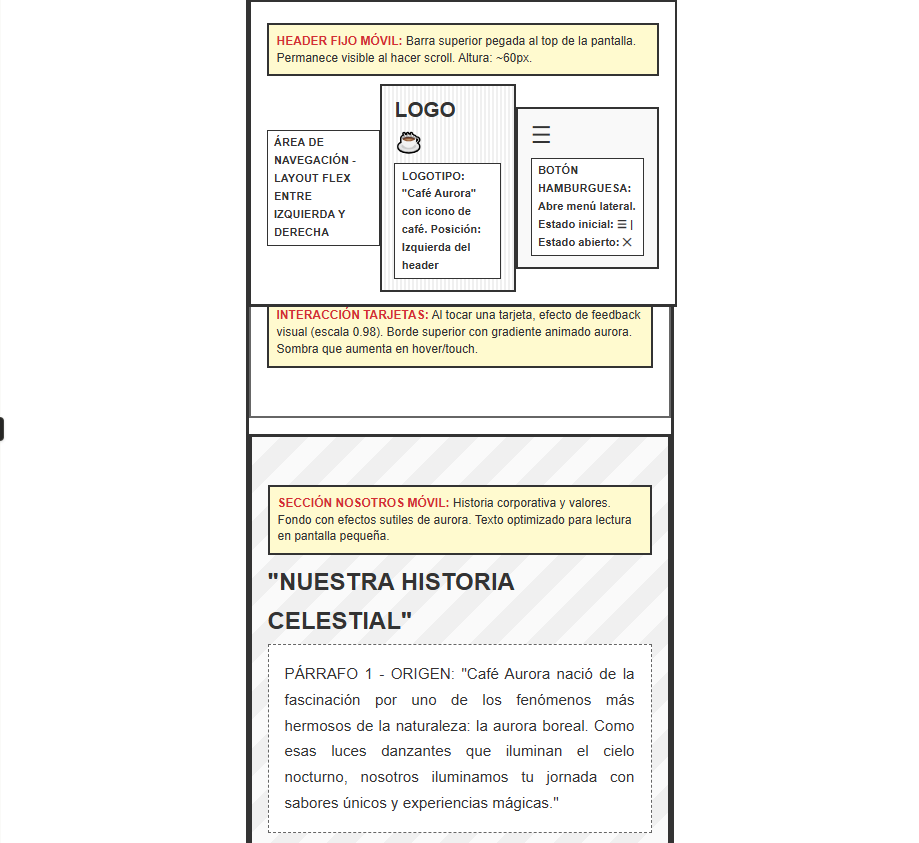 HEADER FIJO MÓVIL: Barra superior pegada al top de la pantalla.
Permanece visible al hacer scroll. Altura: ~60px.
ÁREA DE
NAVEGACIÓN -
LAYOUT FLEX
ENTRE
IZQUIERDA Y
DERECHA
LOGO
☕
LOGOTIPO:
"Café Aurora"
con icono de
café. Posición:
Izquierda del
header
☰
BOTÓN
HAMBURGUESA:
Abre menú lateral.
Estado inicial: ☰ |
Estado abierto: ✕
INTERACCIÓN TARJETAS: Al tocar una tarjeta, efecto de feedback
visual (escala 0.98). Borde superior con gradiente animado aurora.
Sombra que aumenta en hover/touch.
SECCIÓN NOSOTROS MÓVIL: Historia corporativa y valores.
Fondo con efectos sutiles de aurora. Texto optimizado para lectura
en pantalla pequeña.
"NUESTRA HISTORIA
CELESTIAL"
PÁRRAFO 1 - ORIGEN: "Café Aurora nació de la
fascinación por uno de los fenómenos más
hermosos de la naturaleza: la aurora boreal. Como
esas luces danzantes que iluminan el cielo
nocturno, nosotros iluminamos tu jornada con
sabores únicos y experiencias mágicas."